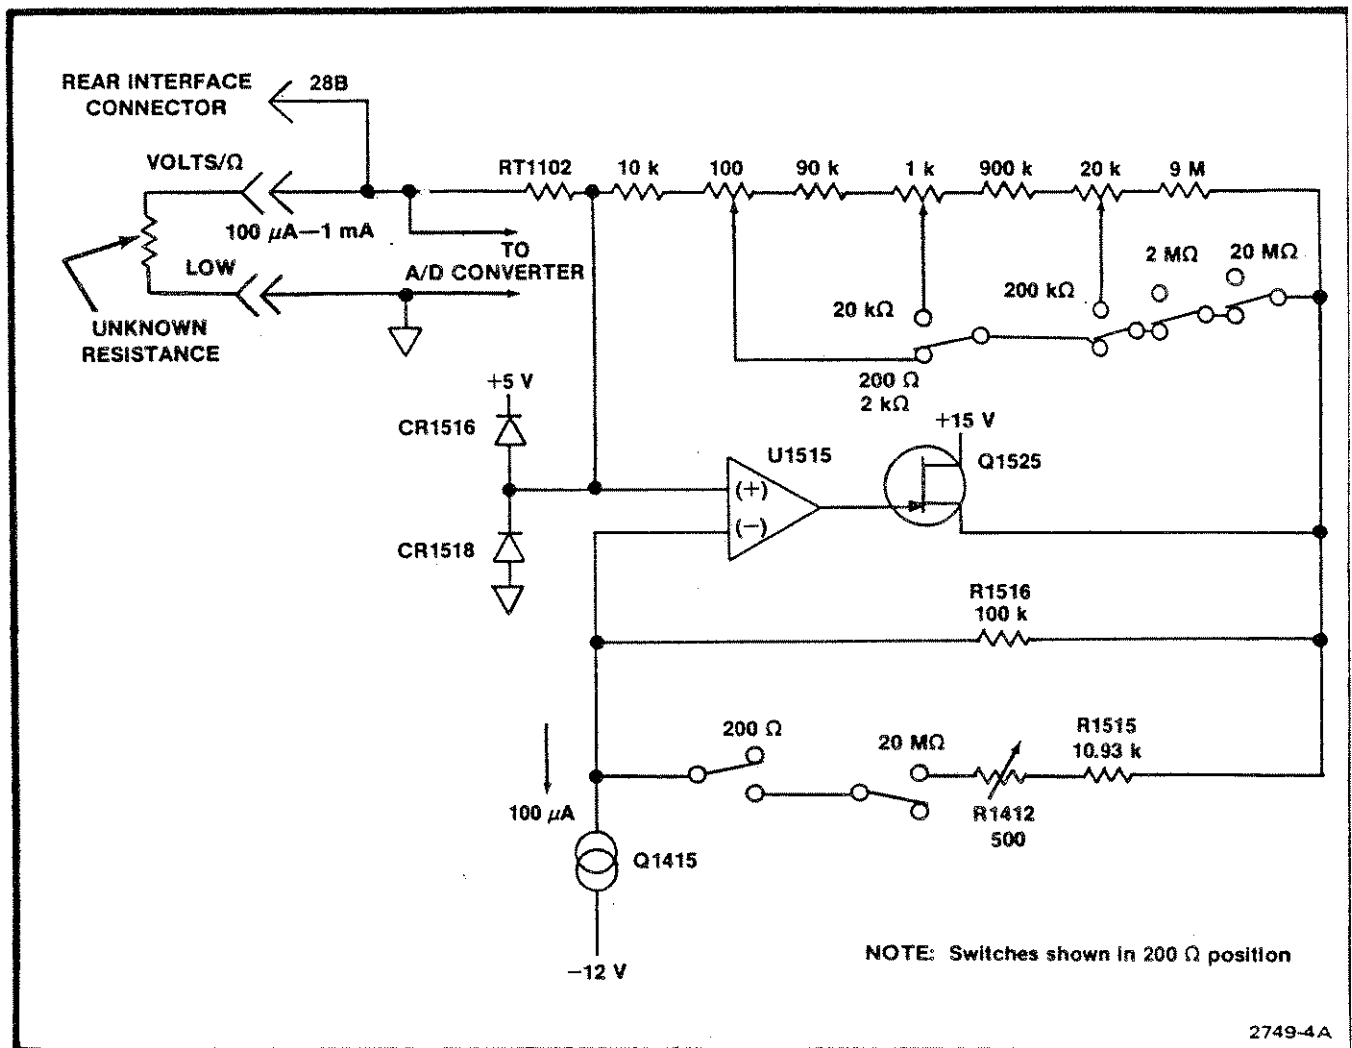 REAR INTERFACE
CONNECTOR
28B
VOLTS/Ω
100 μA—1 mA
LOW
TO
A/D CONVERTER
UNKNOWN
RESISTANCE
RT1102
10 k
100
90 k
1 k
900 k
20 k
9 M
2 MΩ
20 MΩ
20 kΩ
200 kΩ
200 Ω
2 kΩ
+5 V
CR1516
CR1518
U1515
(+)
(−)
+15 V
Q1525
R1516
100 k
200 Ω
20 MΩ
R1515
10.93 k
R1412
500
100 μA
Q1415
−12 V
NOTE: Switches shown in 200 Ω position
2749-4A